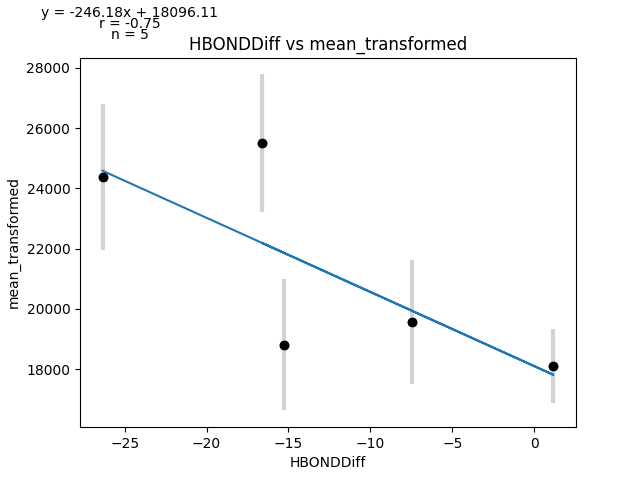 y = -246.18x + 18096.11
r = -0.75
n = 5
HBONDDiff vs mean_transformed
28000
26000
24000
22000
20000
18000
mean_transformed
−25
−20
−15
−10
−5
0
HBONDDiff